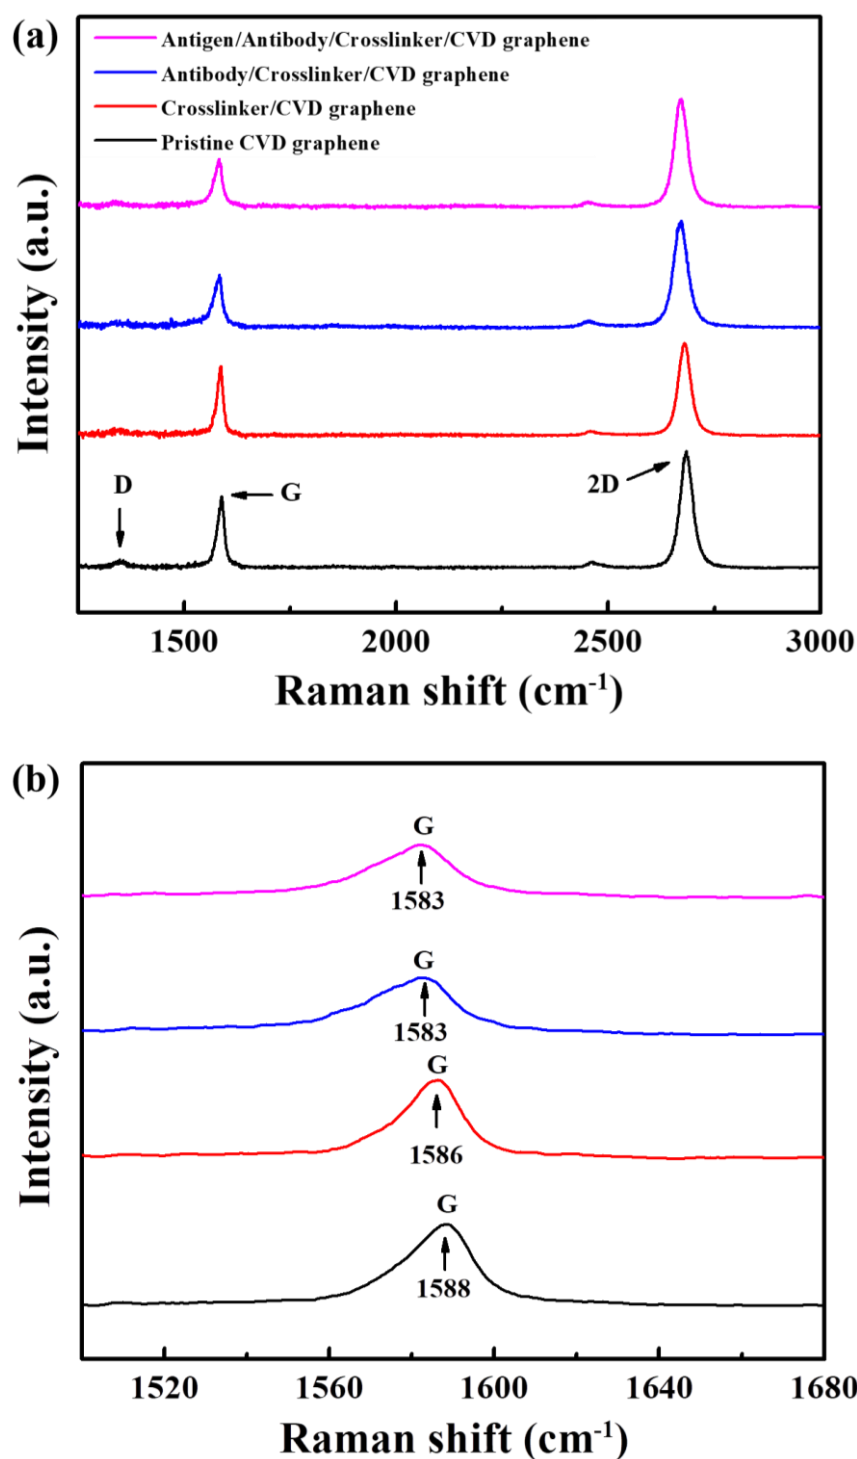 (a)
Antigen/Antibody/Crosslinker/CVD graphene
Antibody/Crosslinker/CVD graphene
Crosslinker/CVD graphene
Pristine CVD graphene
D
G
2D
Intensity (a.u.)
1500 2000 2500 3000
Raman shift (cm⁻¹)
(b)
G
1583
G
1583
G
1586
G
1588
Intensity (a.u.)
1520 1560 1600 1640 1680
Raman shift (cm⁻¹)